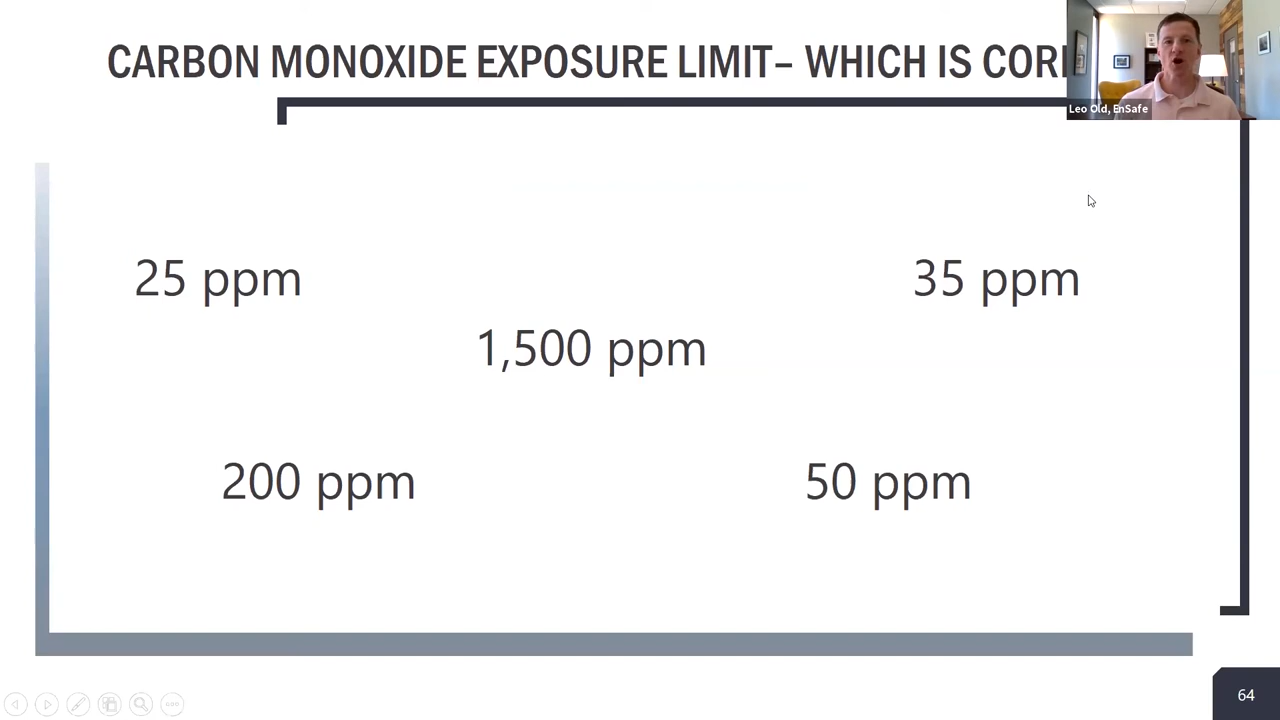 CARBON MONOXIDE EXPOSURE LIMIT– WHICH IS
Leo Old, EnSafe
25 ppm
35 ppm
1,500 ppm
200 ppm
50 ppm
64